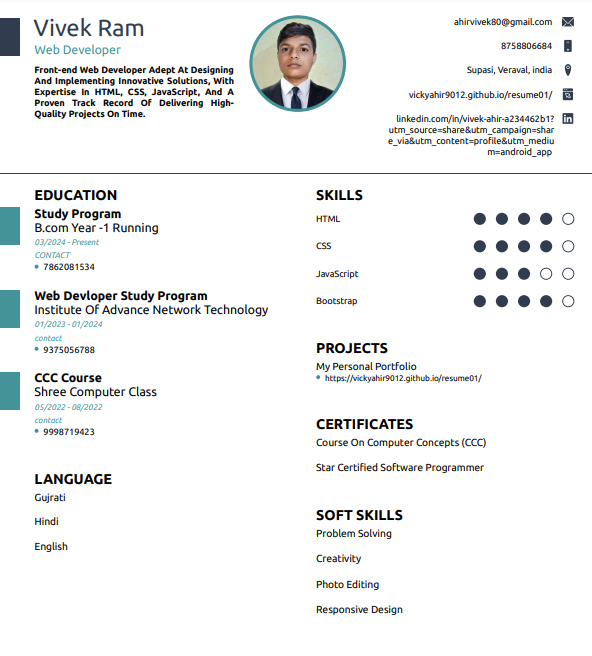 Vivek Ram
Web Developer
Front-end Web Developer Adept At Designing
And Implementing Innovative Solutions, With
Expertise In HTML, CSS, JavaScript, And A
Proven Track Record Of Delivering High-
Quality Projects On Time.
ahirvivek80@gmail.com
8758806684
Supasi, Veraval, india
vickyahir9012.github.io/resume01/
linkedin.com/in/vivek-ahir-a234462b1?
utm_source=share&utm_campaign=shar
e_via&utm_content=profile&utm_mediu
m=android_app
EDUCATION
Study Program
B.com Year -1 Running
03/2024 - Present
CONTACT
7862081534
Web Devloper Study Program
Institute Of Advance Network Technology
01/2023 - 01/2024
contact
9375056788
CCC Course
Shree Computer Class
05/2022 - 08/2022
contact
9998719423
LANGUAGE
Gujrati
Hindi
English
SKILLS
HTML
CSS
JavaScript
Bootstrap
PROJECTS
My Personal Portfolio
https://vickyahir9012.github.io/resume01/
CERTIFICATES
Course On Computer Concepts (CCC)
Star Certified Software Programmer
SOFT SKILLS
Problem Solving
Creativity
Photo Editing
Responsive Design